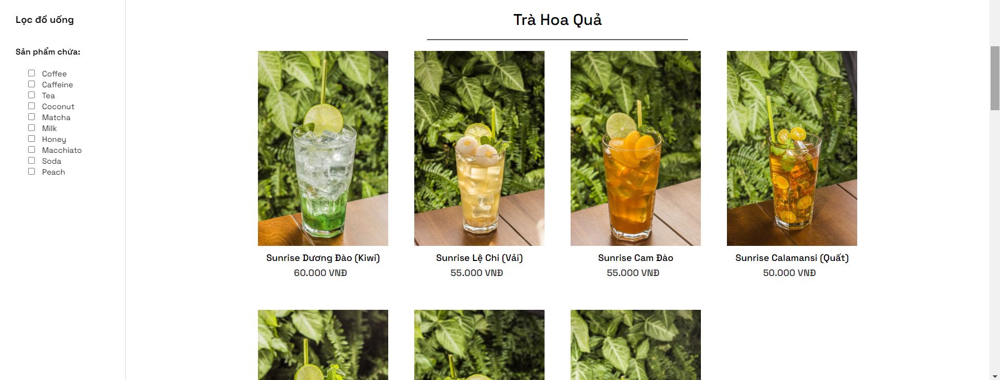 Lọc đồ uống
Sản phẩm chứa:
Coffee
Caffeine
Tea
Coconut
Matcha
Milk
Honey
Macchiato
Soda
Peach
Trà Hoa Quả
Sunrise Dương Đào (Kiwi)
60.000 VNĐ
Sunrise Lệ Chi (Vải)
55.000 VNĐ
Sunrise Cam Đào
55.000 VNĐ
Sunrise Calamansi (Quất)
50.000 VNĐ